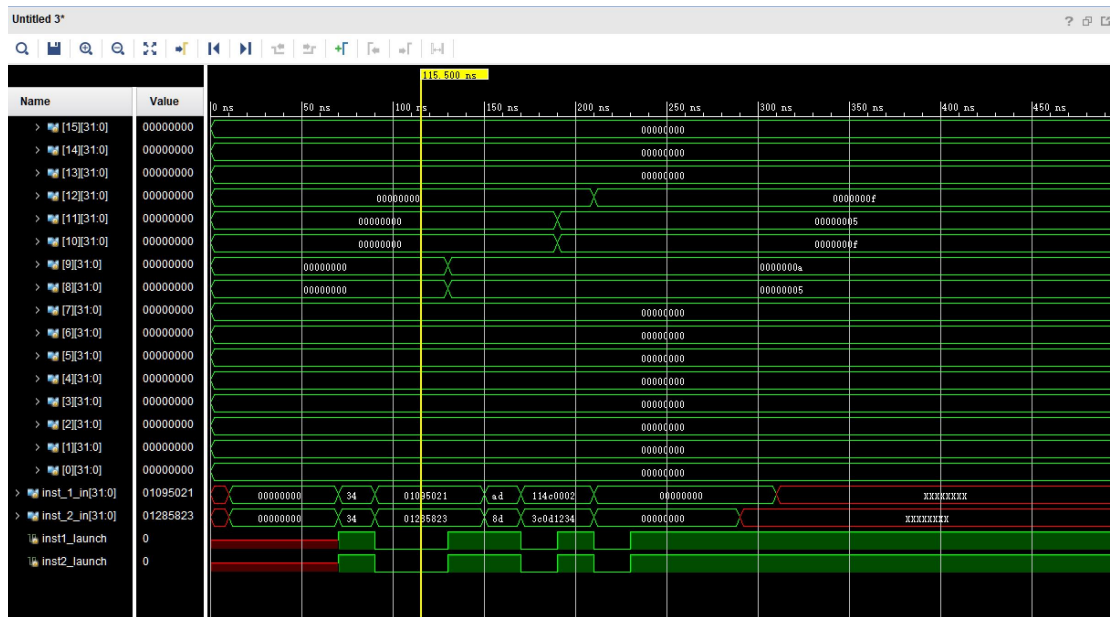 Untitled 3*
115.500 ns
Name Value 0 ns 50 ns 100 ns 150 ns 200 ns 250 ns 300 ns 350 ns 400 ns 450 ns
[15][31:0] 00000000 00000000
[14][31:0] 00000000 00000000
[13][31:0] 00000000 00000000
[12][31:0] 00000000 00000000 0000000f
[11][31:0] 00000000 00000000 00000005
[10][31:0] 00000000 00000000 0000000f
[9][31:0] 00000000 00000000 0000000a
[8][31:0] 00000000 00000000 00000005
[7][31:0] 00000000 00000000
[6][31:0] 00000000 00000000
[5][31:0] 00000000 00000000
[4][31:0] 00000000 00000000
[3][31:0] 00000000 00000000
[2][31:0] 00000000 00000000
[1][31:0] 00000000 00000000
[0][31:0] 00000000 00000000
inst_1_in[31:0] 01095021 00000000 34 01095021 ad 114c0002 00000000 XXXXXXXX
inst_2_in[31:0] 01285823 00000000 34 01285823 8d 3c0d1234 00000000 XXXXXXXX
inst1_launch 0
inst2_launch 0